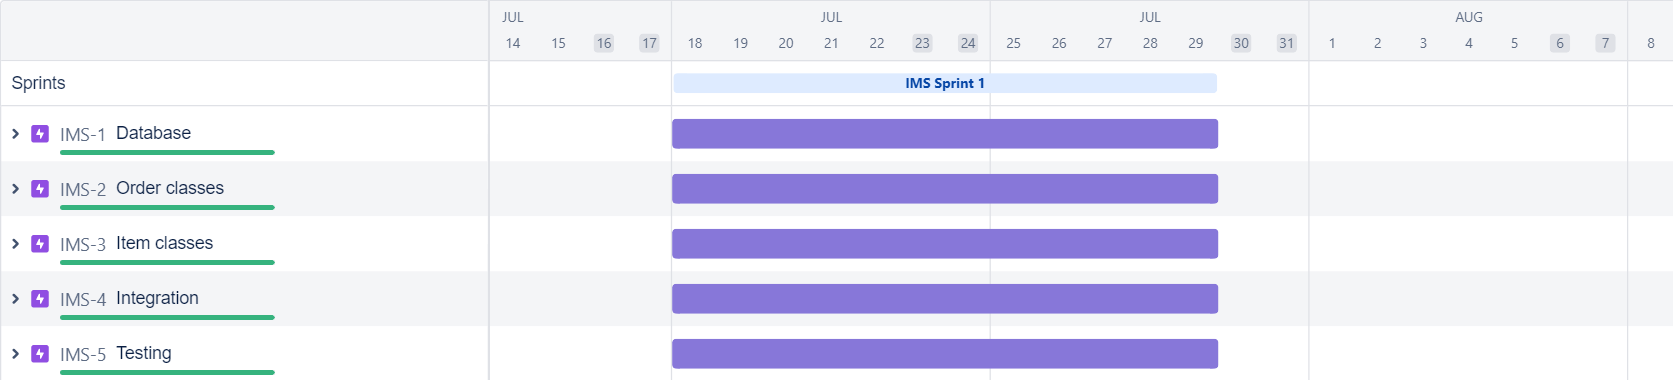 JUL JUL JUL AUG
14 15 16 17 18 19 20 21 22 23 24 25 26 27 28 29 30 31 1 2 3 4 5 6 7 8
Sprints IMS Sprint 1
IMS-1 Database
IMS-2 Order classes
IMS-3 Item classes
IMS-4 Integration
IMS-5 Testing